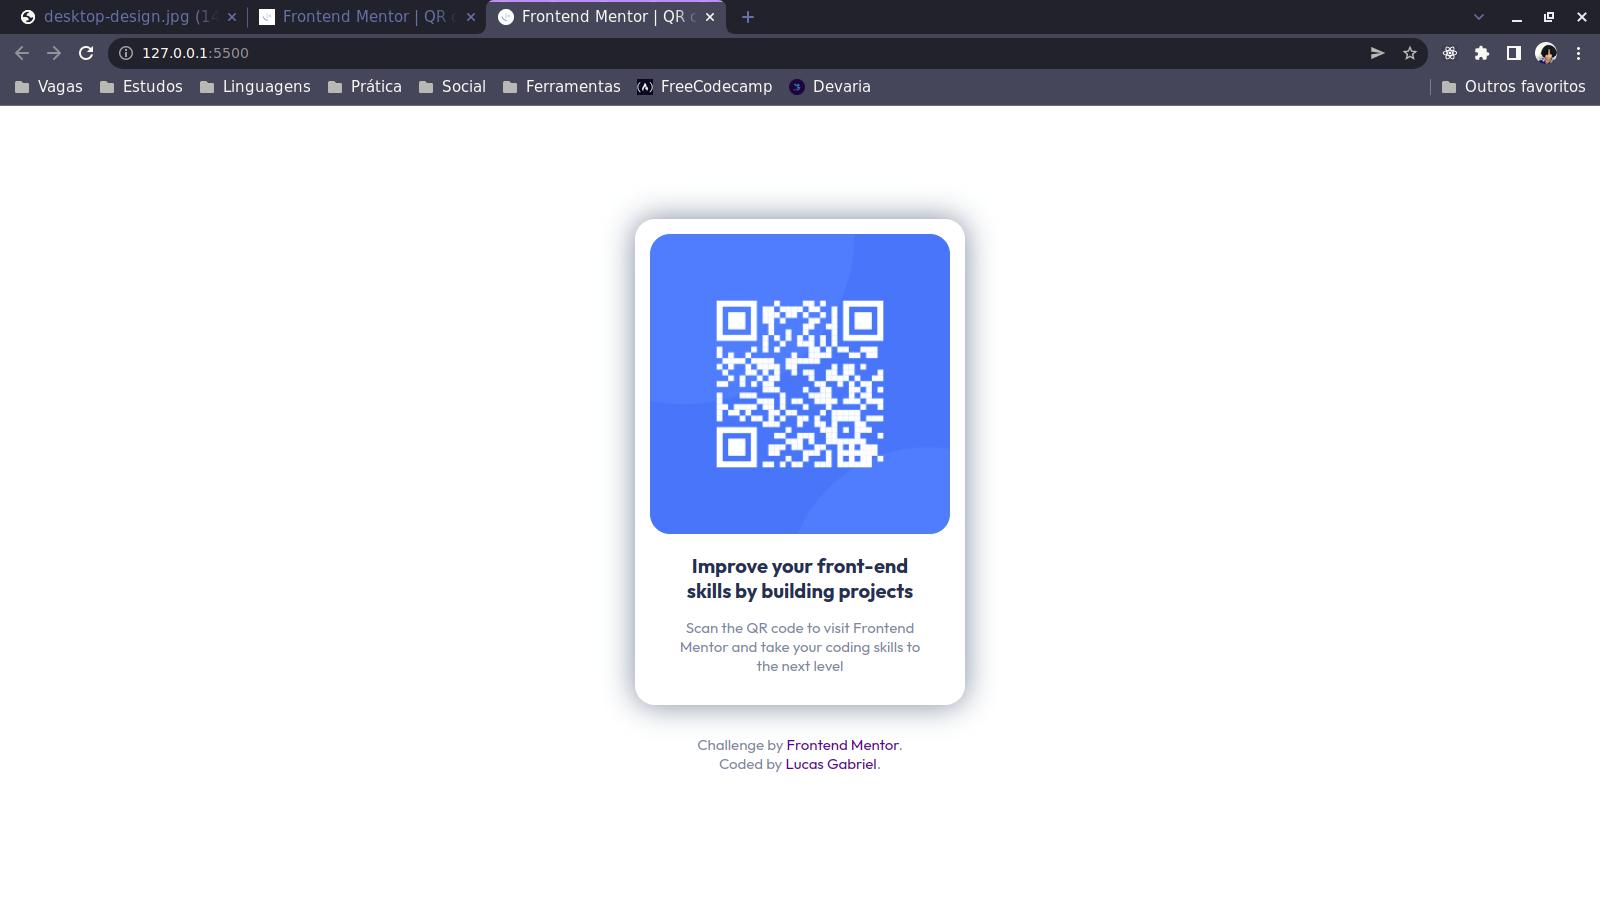 desktop-design.jpg (14
Frontend Mentor | QR c
Frontend Mentor | QR c
127.0.0.1:5500
Vagas
Estudos
Linguagens
Prática
Social
Ferramentas
FreeCodecamp
Devaria
Outros favoritos
Improve your front-end
skills by building projects
Scan the QR code to visit Frontend
Mentor and take your coding skills to
the next level
Challenge by Frontend Mentor.
Coded by Lucas Gabriel.